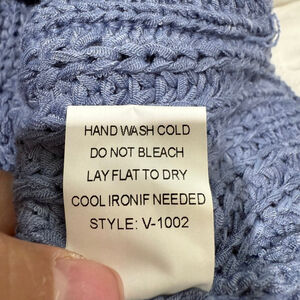 HAND WASH COLD
DO NOT BLEACH
LAY FLAT TO DRY
COOL IRONIF NEEDED
STYLE: V-1002